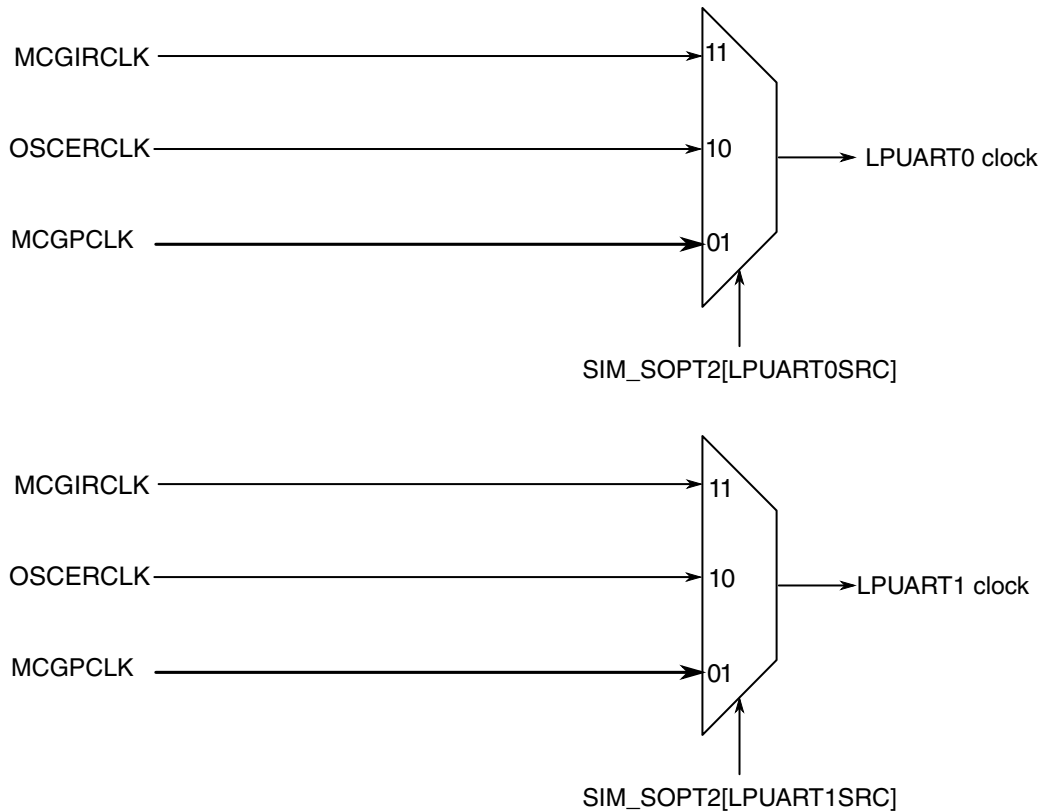 MCGIRCLK
11
OSCERCLK
10
LPUART0 clock
MCGPCLK
01
SIM_SOPT2[LPUART0SRC]
MCGIRCLK
11
OSCERCLK
10
LPUART1 clock
MCGPCLK
01
SIM_SOPT2[LPUART1SRC]